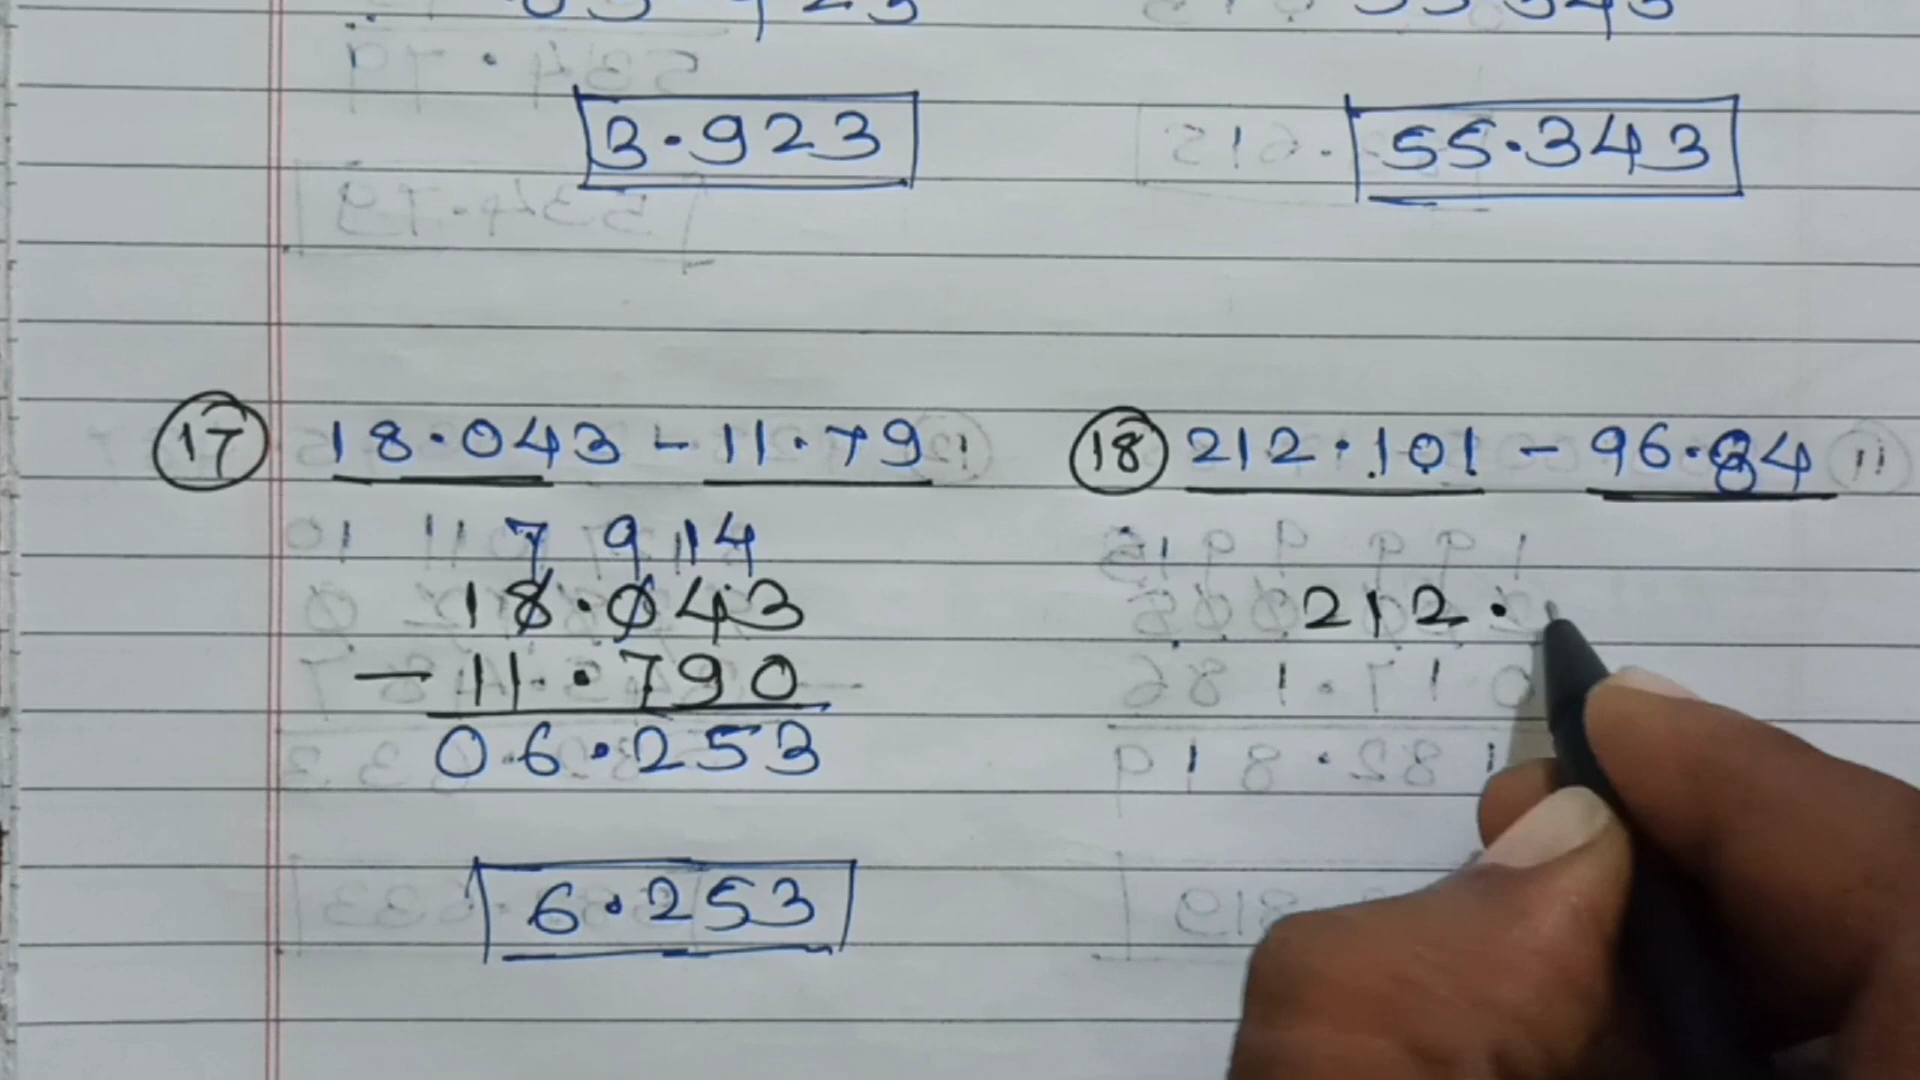 3.923
55.343
17 18.043 - 11.79
18 212.101 - 96.84
7 9 14
18.043
212.
- 11.790
06.253
6.253